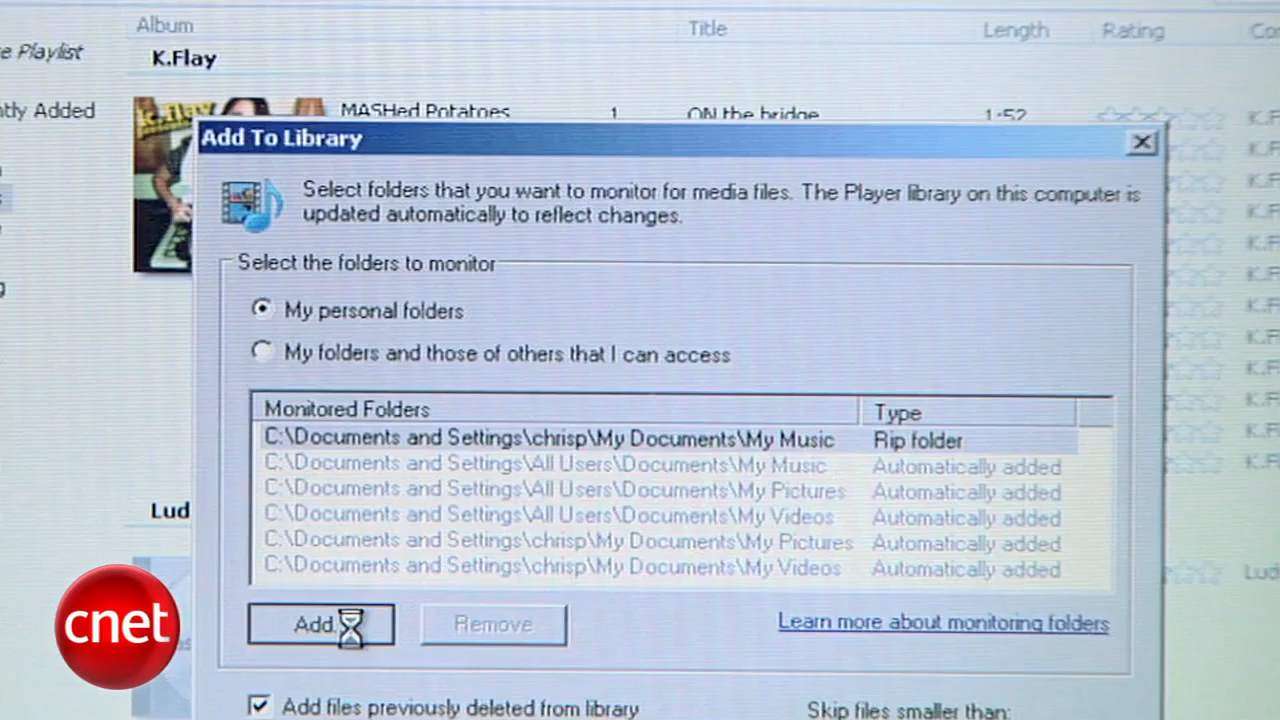 Album
Title
Length
Rating
e Playlist
K.Flay
ntly Added
k.flay
MASHed Potatoes
1
ON the bridge
1:52
K.F
Add To Library
Select folders that you want to monitor for media files. The Player library on this computer is
updated automatically to reflect changes.
Select the folders to monitor
My personal folders
My folders and those of others that I can access
Monitored Folders
Type
C:\Documents and Settings\chrisp\My Documents\My Music
Rip folder
C:\Documents and Settings\All Users\Documents\My Music
Automatically added
C:\Documents and Settings\All Users\Documents\My Pictures
Automatically added
C:\Documents and Settings\All Users\Documents\My Videos
Automatically added
C:\Documents and Settings\chrisp\My Documents\My Pictures
Automatically added
C:\Documents and Settings\chrisp\My Documents\My Videos
Automatically added
Lud
Lud
Add
Remove
Learn more about monitoring folders
cnet
Add files previously deleted from library
Skip files smaller than: